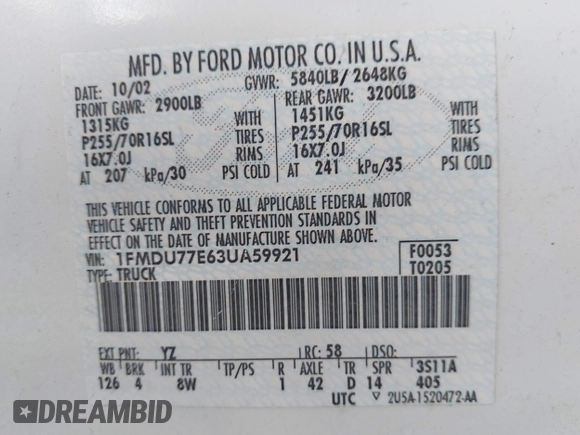 MFD. BY FORD MOTOR CO. IN U.S.A.
DATE: 10/02 GVWR: 5840LB/ 2648KG
FRONT GAWR: 2900LB REAR GAWR: 3200LB
1315KG WITH 1451KG WITH
P255/70R16SL TIRES P255/70R16SL TIRES
16X7.0J RIMS 16X7.0J RIMS
AT 207 kPa/30 PSI COLD AT 241 kPa/35 PSI COLD
THIS VEHICLE CONFORMS TO ALL APPLICABLE FEDERAL MOTOR
VEHICLE SAFETY AND THEFT PREVENTION STANDARDS IN
EFFECT ON THE DATE OF MANUFACTURE SHOWN ABOVE.
VIN: 1FMDU77E63UA59921 F0053
TYPE: TRUCK T0205
EXT PNT: YZ RC: 58 DSO:
WB BRK INT TR TP/PS R AXLE TR SPR 3S11A
126 4 8W 1 42 D 14 405
UTC ▽ 2U5A-1520472-AA
DREAMBID